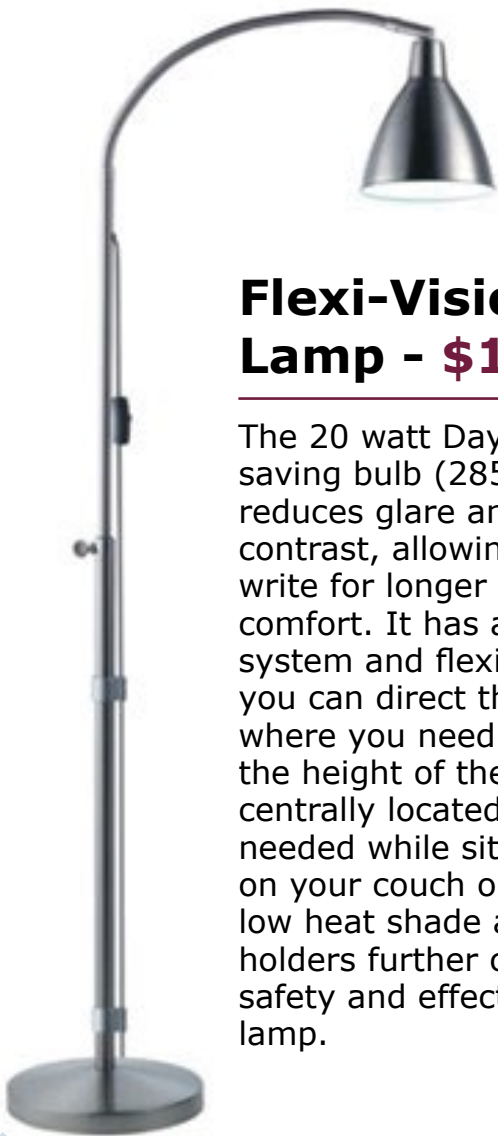 Flexi-Visio
Lamp - $1
The 20 watt Day
saving bulb (285
reduces glare an
contrast, allowin
write for longer
comfort. It has a
system and flexi
you can direct th
where you need
the height of the
centrally located
needed while sit
on your couch o
low heat shade a
holders further c
safety and effect
lamp.